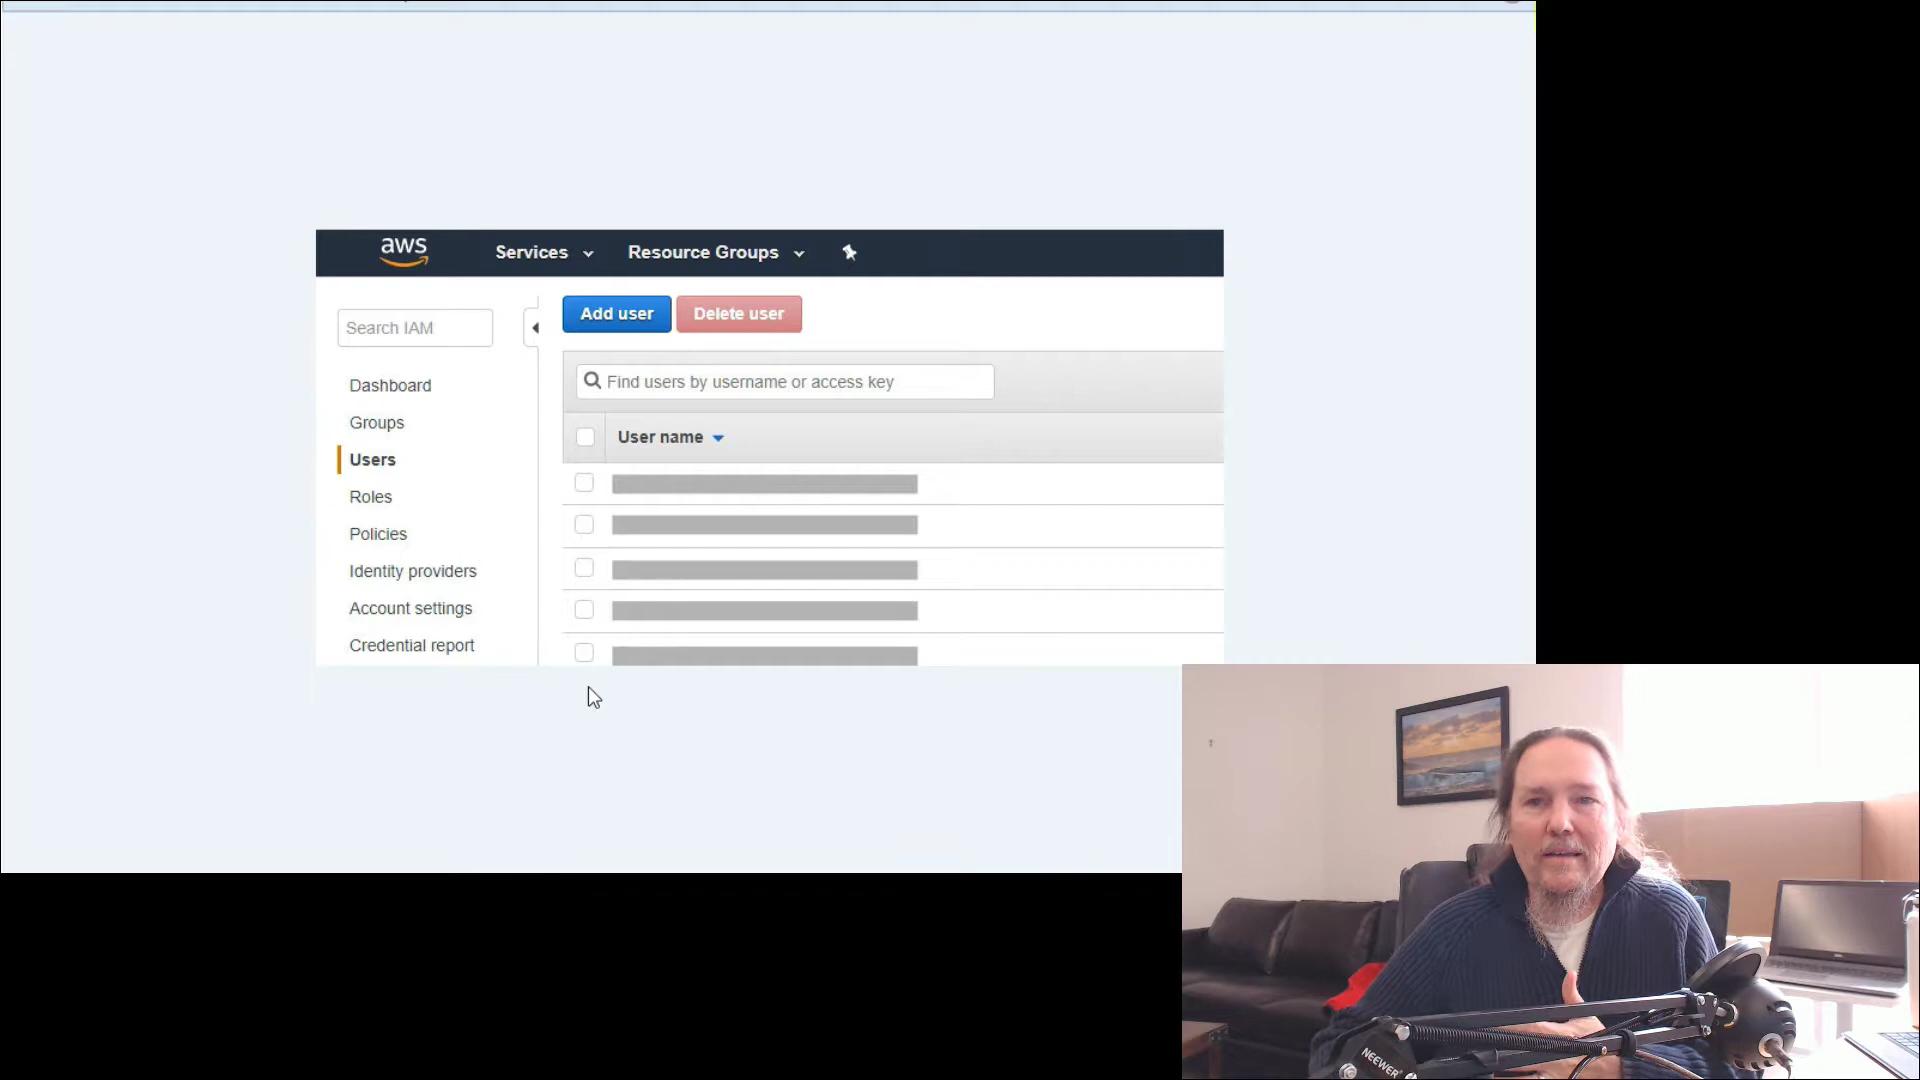 aws Services Resource Groups
Search IAM
Add user Delete user
Find users by username or access key
User name
Dashboard
Groups
Users
Roles
Policies
Identity providers
Account settings
Credential report
NEEWER